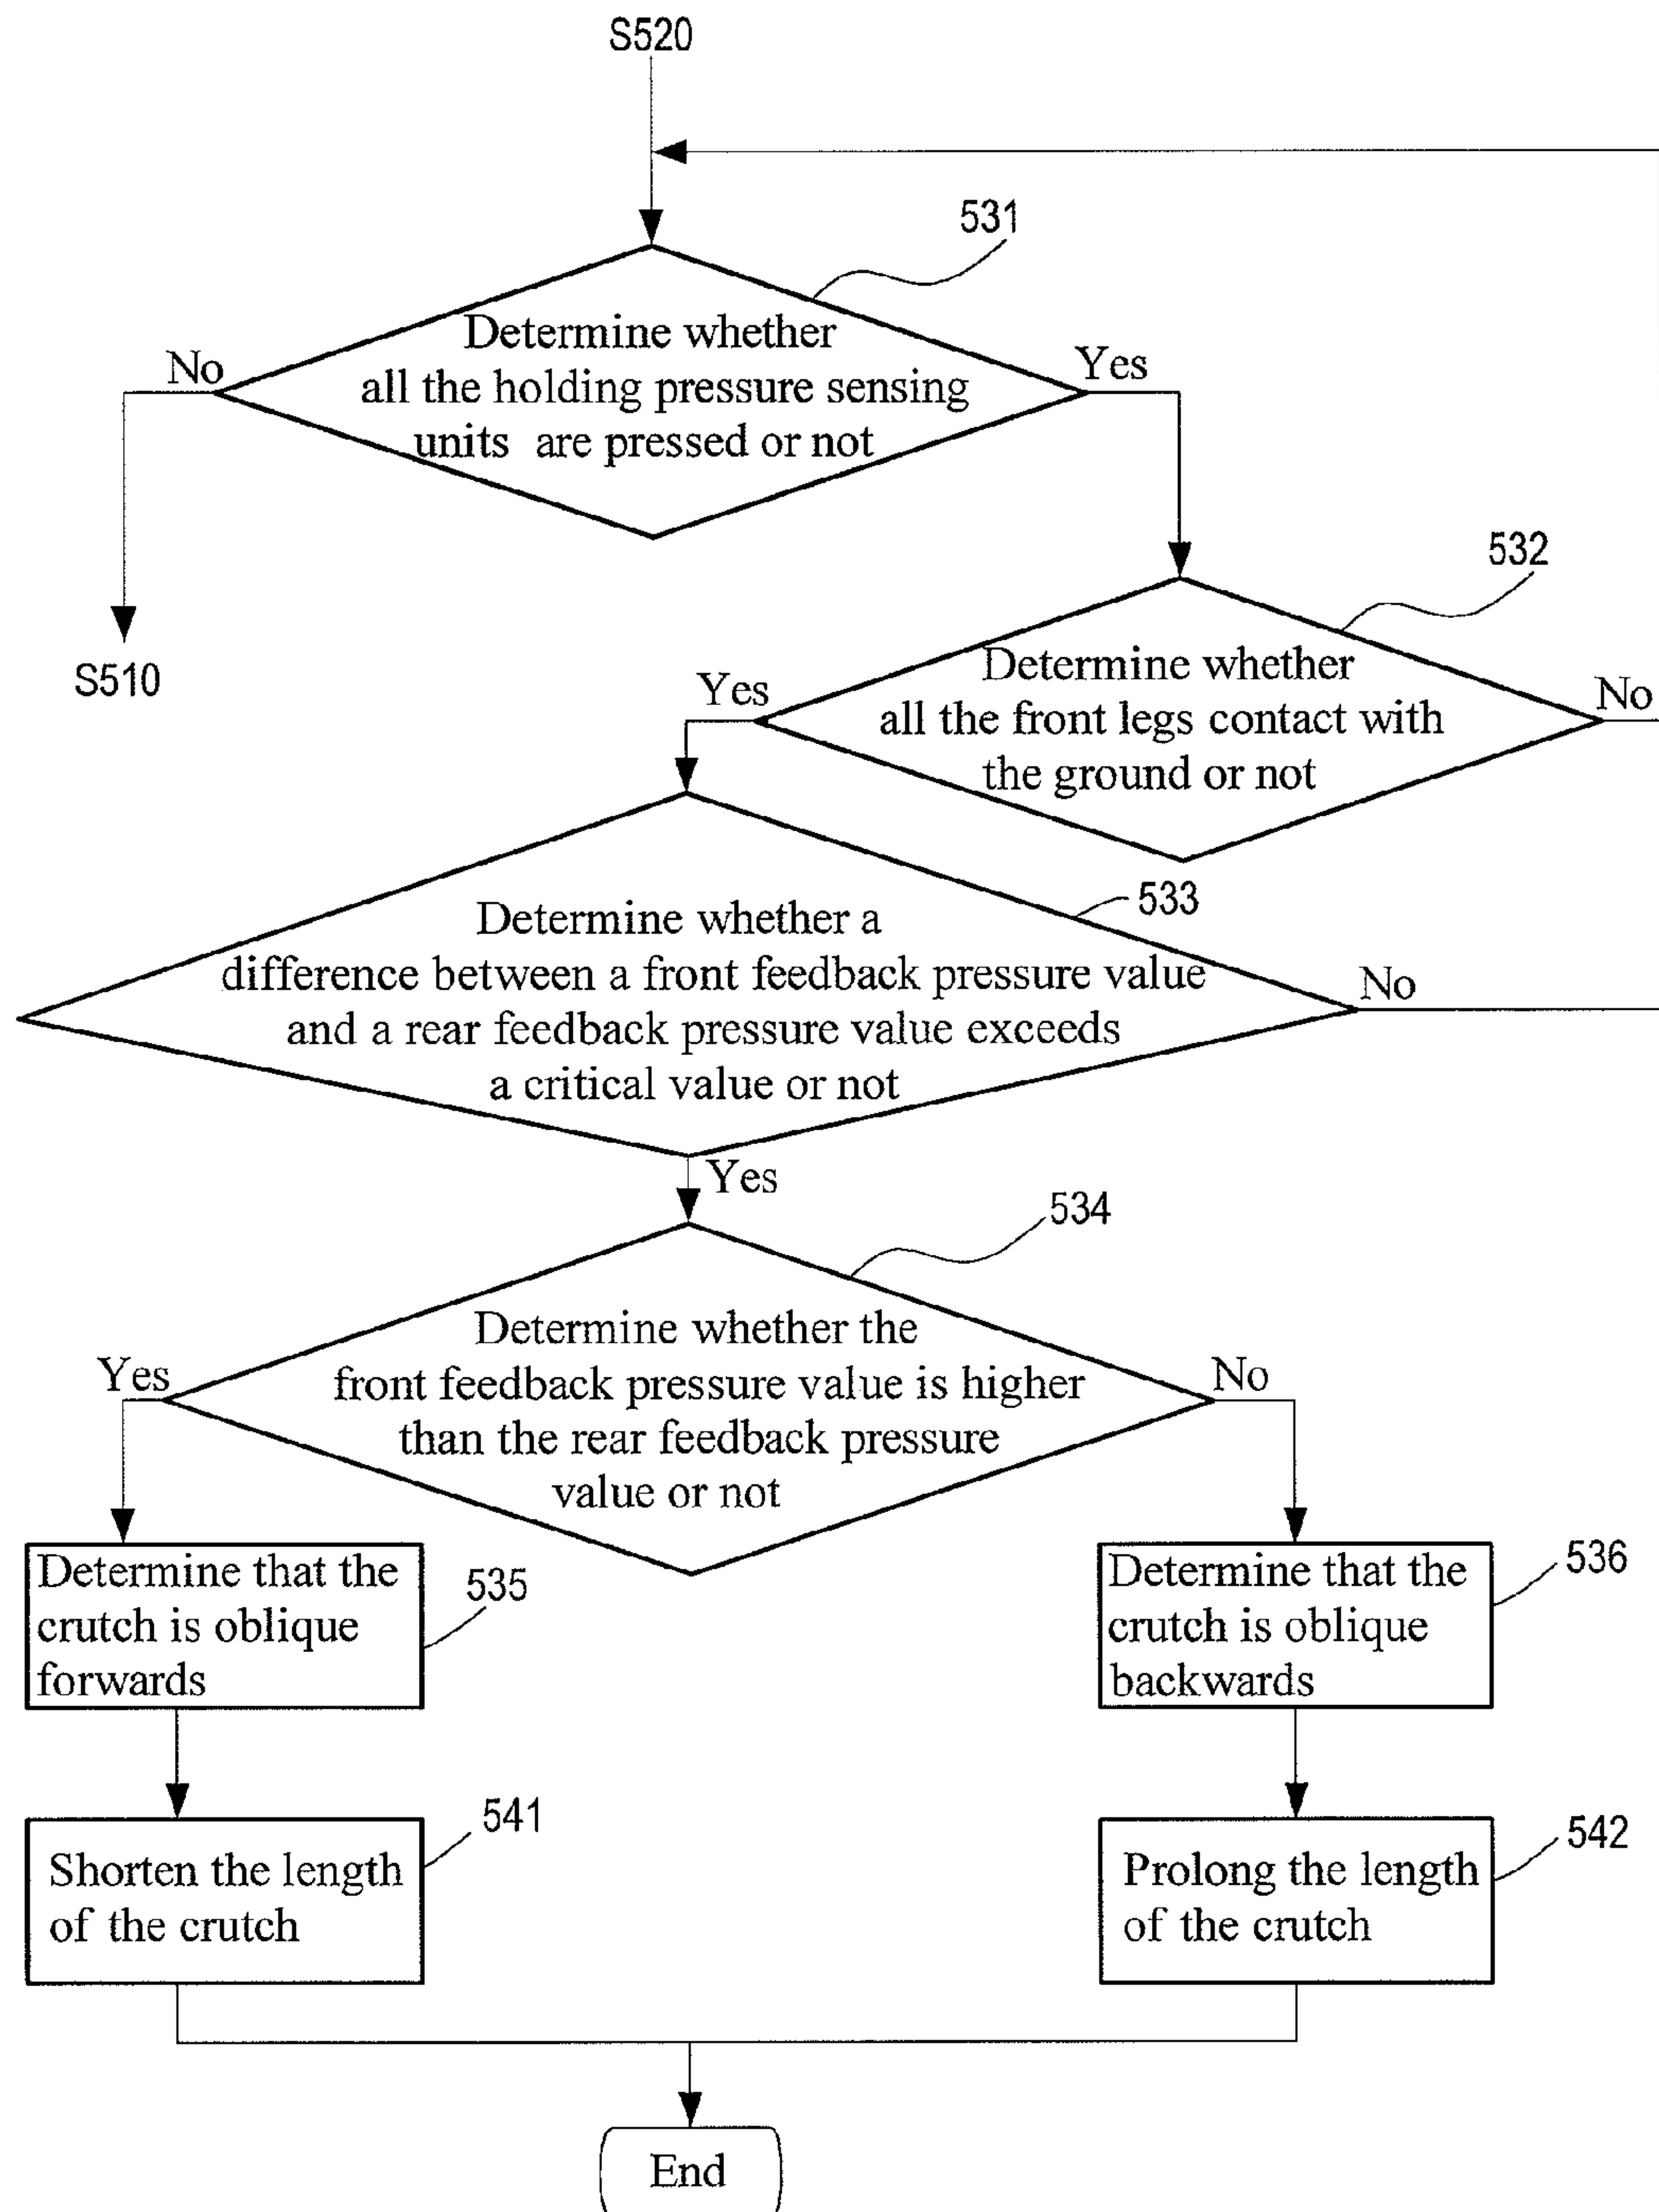 S520
531
Determine whether
all the holding pressure sensing
units are pressed or not
No
Yes
S510
532
Determine whether
all the front legs contact with
the ground or not
Yes
No
533
Determine whether a
difference between a front feedback pressure value
and a rear feedback pressure value exceeds
a critical value or not
No
Yes
534
Determine whether the
front feedback pressure value is higher
than the rear feedback pressure
value or not
Yes
No
Determine that the
crutch is oblique
forwards
535
Determine that the
crutch is oblique
backwards
536
Shorten the length
of the crutch
541
Prolong the length
of the crutch
542
End